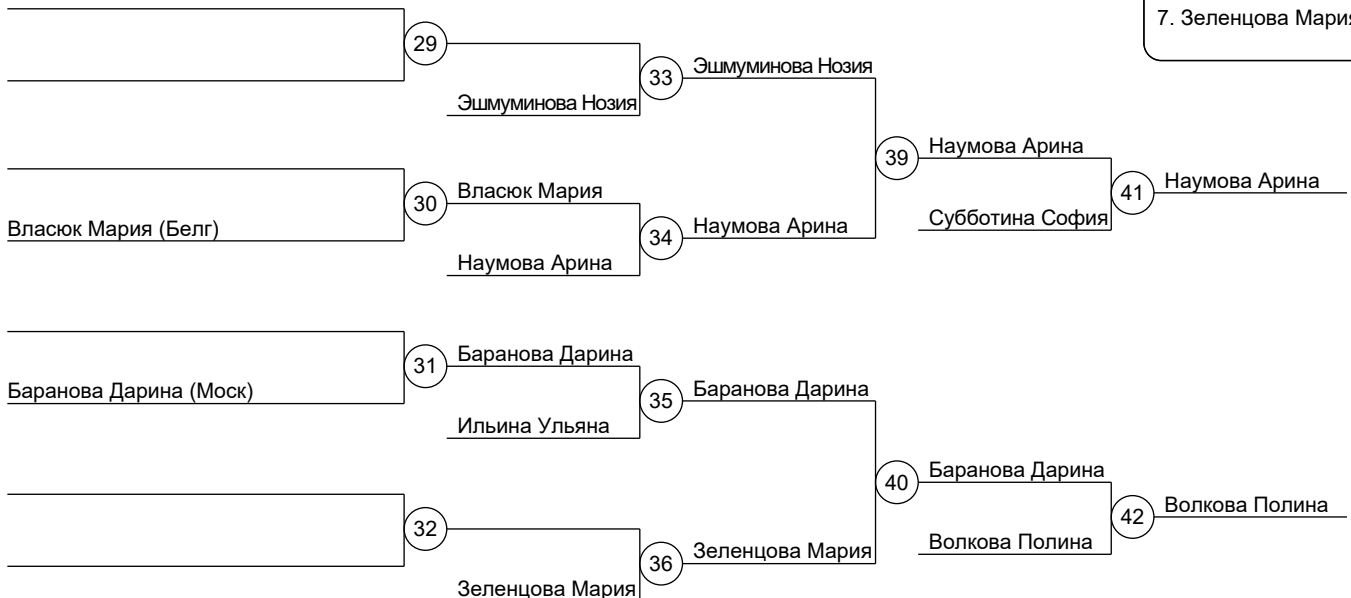 7. Зеленцова Мария
29
33
Эшмуминова Нозия
Эшмуминова Нозия
39
Наумова Арина
30
Власюк Мария
41
Наумова Арина
Власюк Мария (Белг)
34
Наумова Арина
Субботина София
Наумова Арина
31
Баранова Дарина
Баранова Дарина (Моск)
35
Баранова Дарина
Ильина Ульяна
40
Баранова Дарина
32
42
Волкова Полина
36
Зеленцова Мария
Волкова Полина
Зеленцова Мария